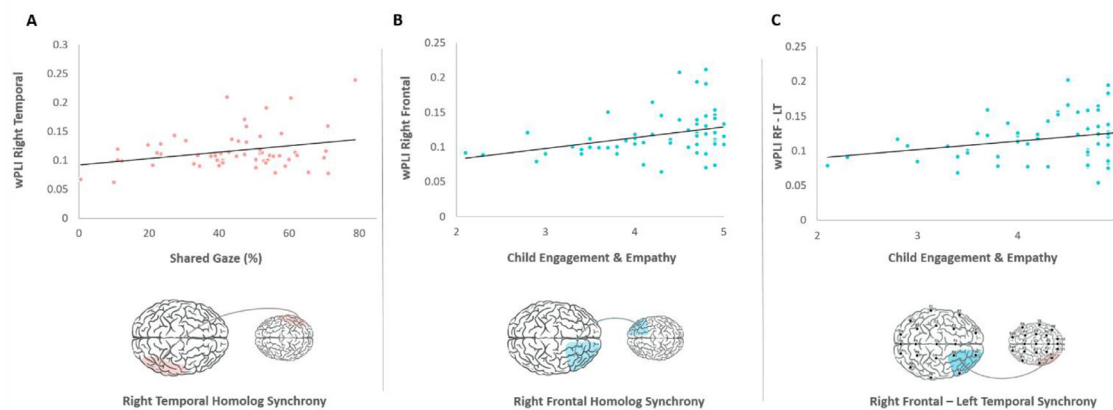 A
wPLI Right Temporal
0.3
0.25
0.2
0.15
0.1
0.05
0
0
20
40
60
80
Shared Gaze (%)
Right Temporal Homolog Synchrony
B
wPLI Right Frontal
0.25
0.2
0.15
0.1
0.05
0
2
3
4
5
Child Engagement & Empathy
Right Frontal Homolog Synchrony
C
wPLI RF - LT
0.25
0.2
0.15
0.1
0.05
0
2
3
4
Child Engagement & Empathy
Right Frontal – Left Temporal Synchrony